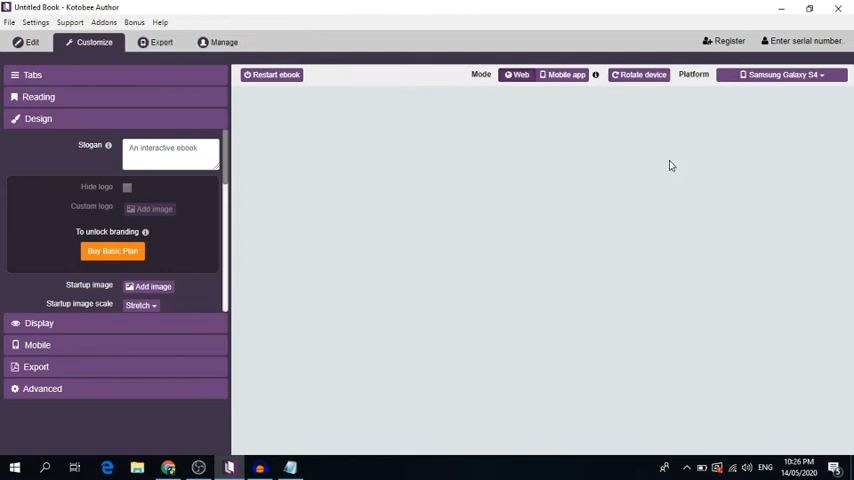 Untitled Book - Kotobee Author
File Settings Support Addons Bonus Help
Edit Customize Export Manage Register Enter serial number..
Tabs
Restart ebook Mode Web Mobile app Rotate device Platform Samsung Galaxy S4
Reading
Design
Slogan An interactive ebook
Hide logo
Custom logo Add image
To unlock branding
Buy Basic Plan
Startup image Add image
Startup image scale Stretch
Display
Mobile
Export
Advanced
ENG 10:26 PM
14/05/2020
5